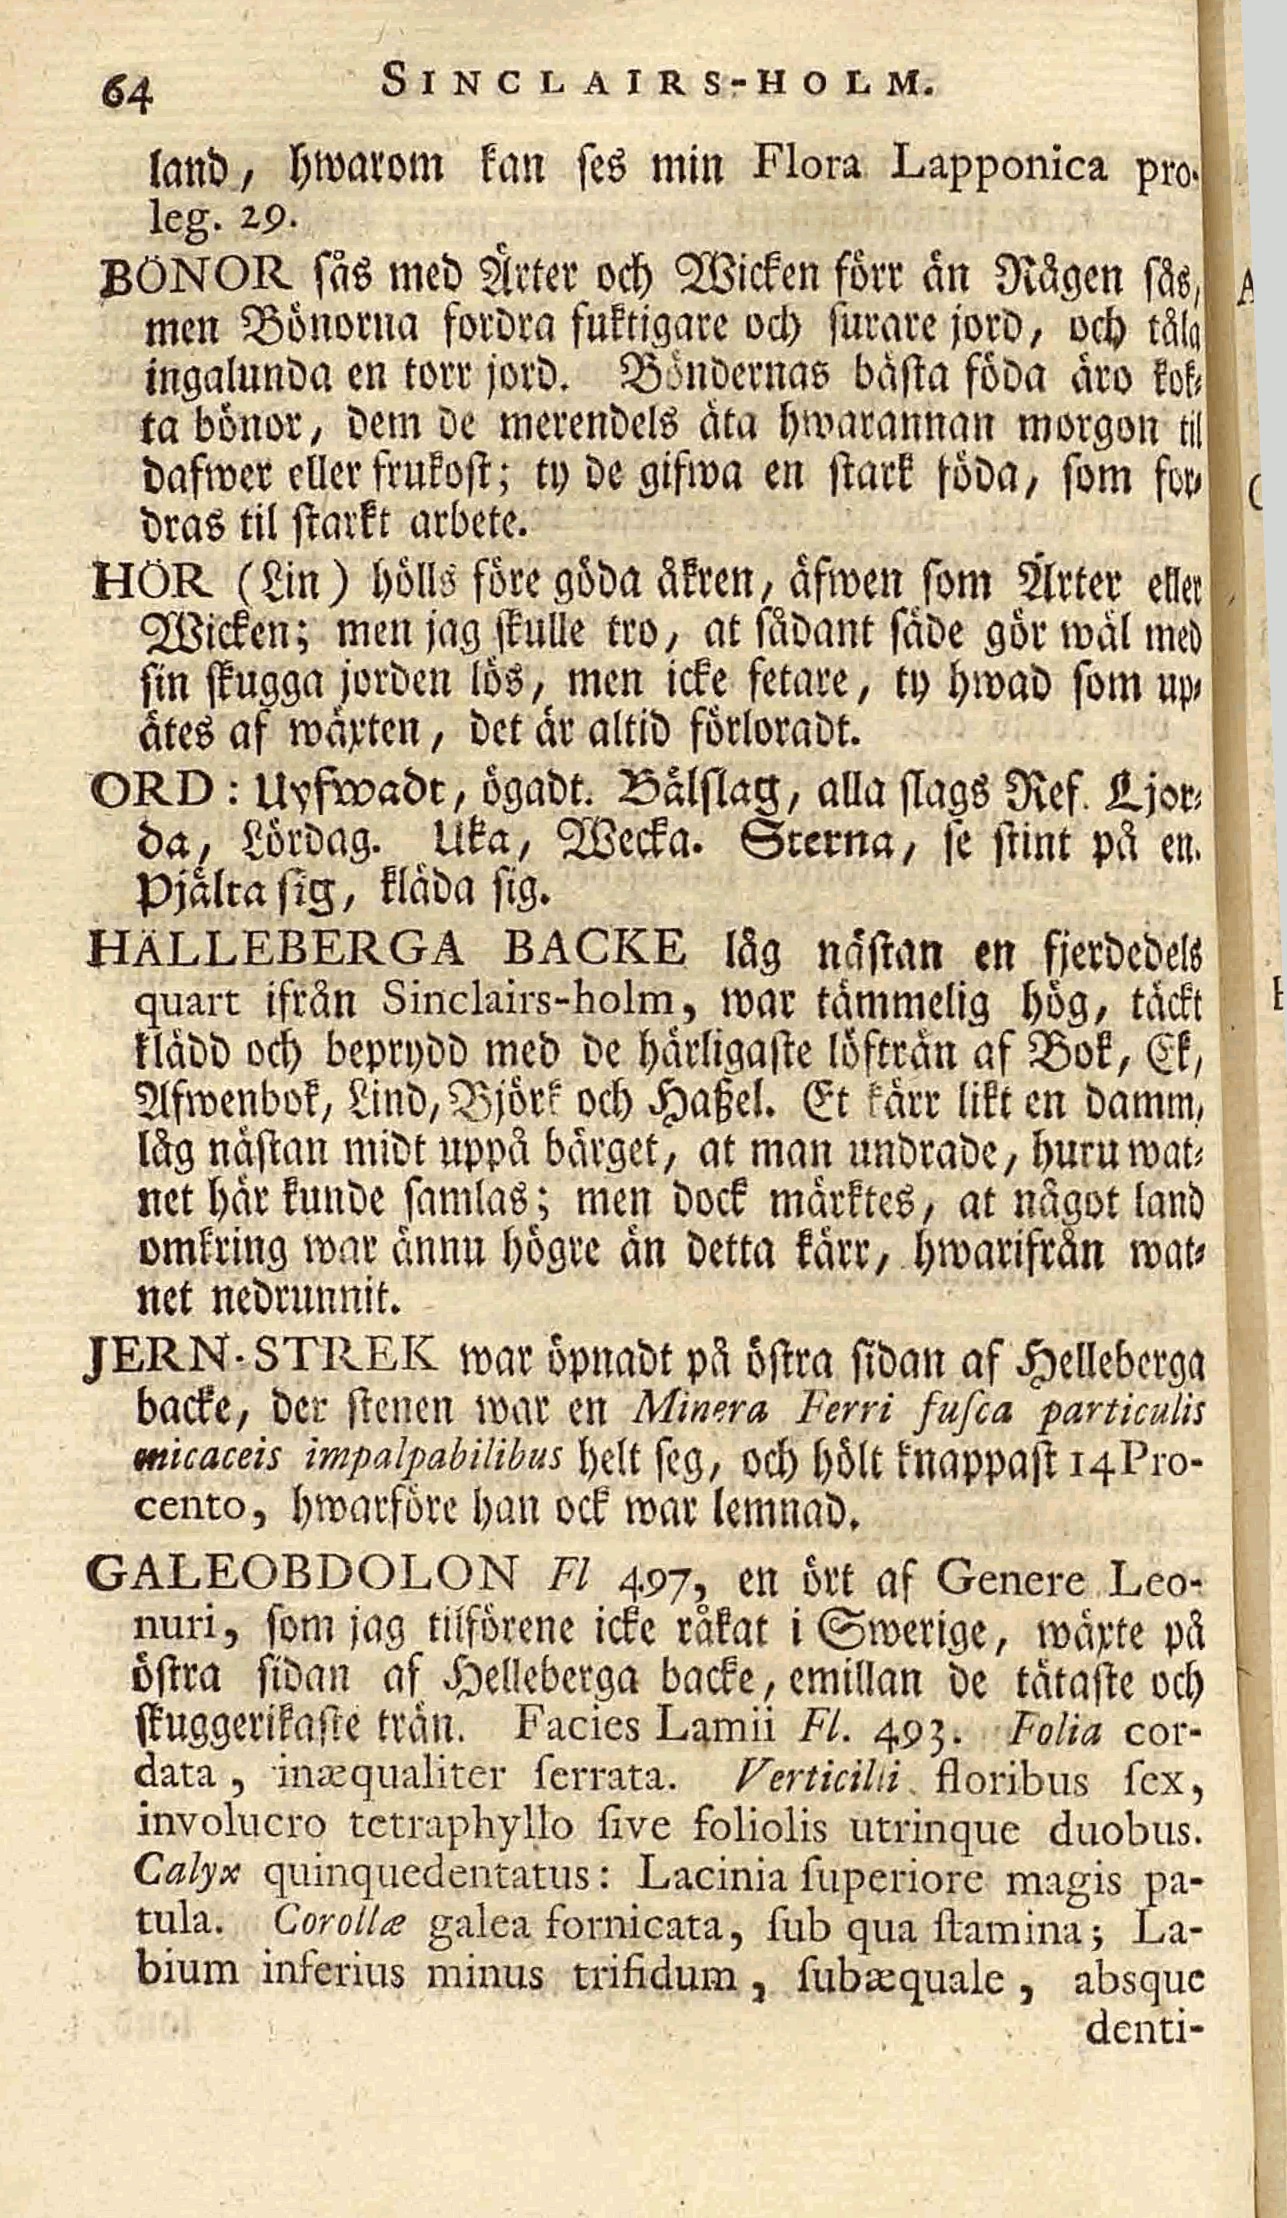 64 SINCLAIRS-HOLM.
land, hwarom kan ses min Flora Lapponica pro-
leg. 29.
BÖNOR sås med Ärter och Wicken förr än Rågen sås,
men Bönorna fordra fuktigare och surare jord, och tåla
ingalunda en torr jord. Böndernas bästa föda äro kok-
ta bönor, dem de merendels äta hwarannan morgon til
dafwer eller frukost; ty de gifwa en stark föda, som for-
dras til starkt arbete.
HÖR (Lin) hölls före göda åkren, äfwen som Ärter eller
Wicken; men jag skulle tro, at sådant säde gör wäl med
sin skugga jorden lös, men icke fetare, ty hwad som up-
ätes af wäxten, det är altid förloradt.
ORD: Upfwadt, ögadt. Bälslag, alla slags Ref. Ljor-
da, Lördag. Uka, Wecka. Sterna, se stint på en.
Pjälta sig, kläda sig.
HÄLLEBERGA BACKE låg nästan en fjerdedels
quart ifrån Sinclairs-holm, war tämmelig hög, täckt
klädd och beprydd med de härligaste löfträn af Bok, Ek,
Afwenbok, Lind, Björk och Haßel. Et kärr likt en damm,
låg nästan midt uppå bärget, at man undrade, huru wat-
net här kunde samlas; men dock märktes, at något land
omkring war ännu högre än detta kärr, hwarifrån wat-
net nedrunnit.
JERN-STREK war öpnadt på östra sidan af Helleberga
backe, der stenen war en Minera Ferri fusca particulis
micaceis impalpabilibus helt seg, och hölt knappast 14 Pro-
cento, hwarföre han ock war lemnad.
GALEOBDOLON Fl 497, en ört af Genere Leo-
nuri, som jag tilförene icke råkat i Swerige, wäxte på
östra sidan af Helleberga backe, emillan de tätaste och
skuggerikaste trän. Facies Lamii Fl. 493. Folia cor-
data, inæqualiter serrata. Verticilli floribus sex,
involucro tetraphyllo sive foliolis utrinque duobus.
Calyx quinquedentatus: Lacinia superiore magis pa-
tula. Corollæ galea fornicata, sub qua stamina; La-
bium inferius minus trifidum, subæquale, absque
denti-